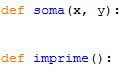 def soma(x, y):
def imprime():